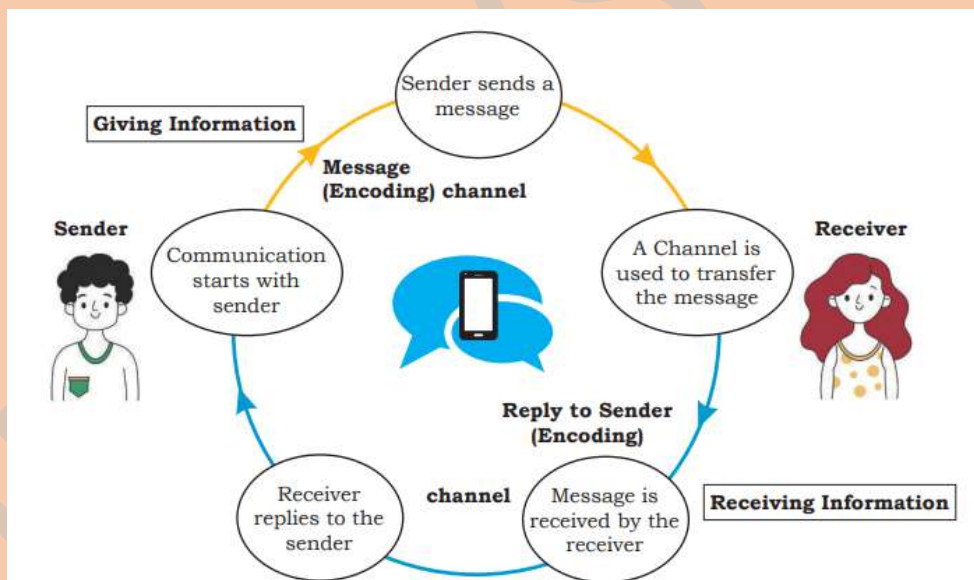 Sender sends a
message
Giving Information
Message
(Encoding) channel
Sender
Communication
starts with
sender
A Channel is
used to transfer
the message
Receiver
Reply to Sender
(Encoding)
Receiver
replies to the
sender
channel
Message is
received by the
receiver
Receiving Information